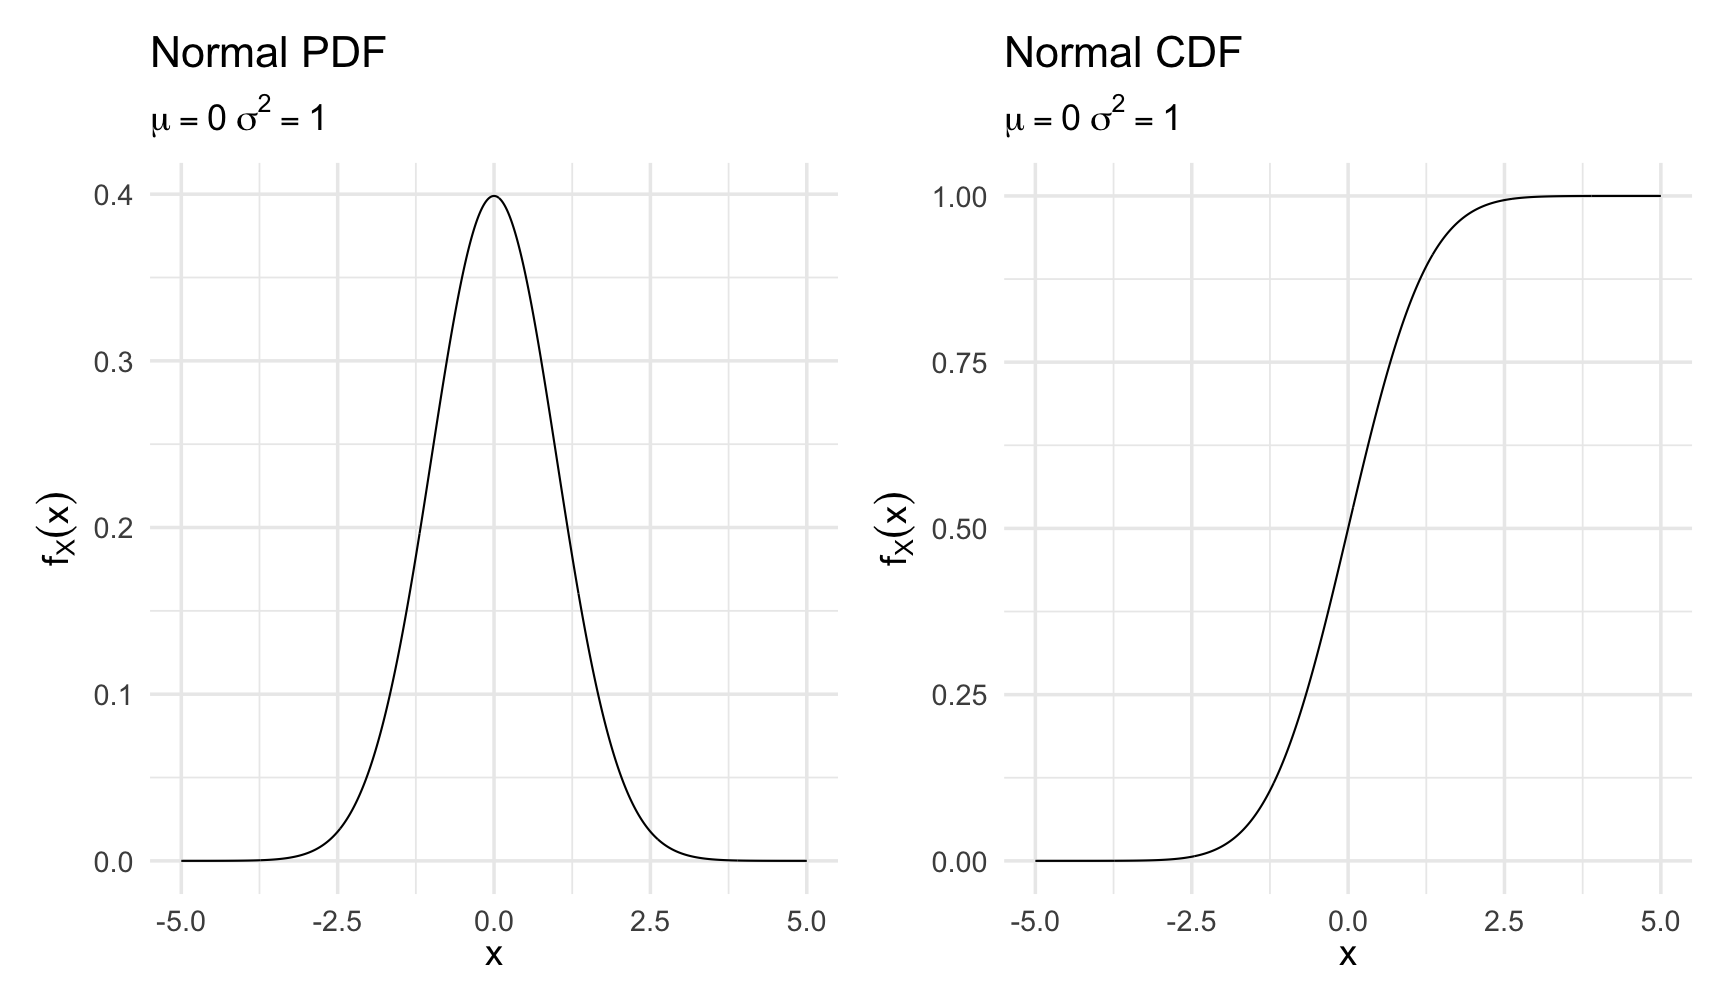 Normal PDF
μ = 0 σ² = 1
0.4
0.3
0.2
0.1
0.0
fX(x)
-5.0 -2.5 0.0 2.5 5.0
x
Normal CDF
μ = 0 σ² = 1
1.00
0.75
0.50
0.25
0.00
fX(x)
-5.0 -2.5 0.0 2.5 5.0
x